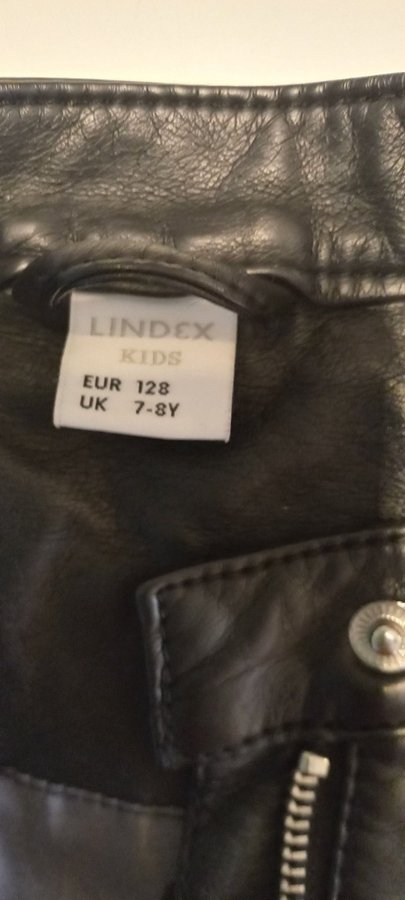 LINDEX
KIDS
EUR 128
UK 7-8Y